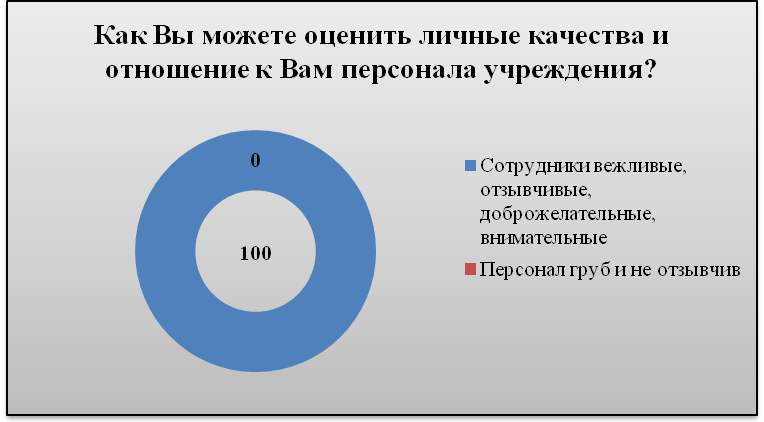 Как Вы можете оценить личные качества и
отношение к Вам персонала учреждения?
0
100
Сотрудники вежливые,
отзывчивые,
доброжелательные,
внимательные
Персонал груб и не отзывчив